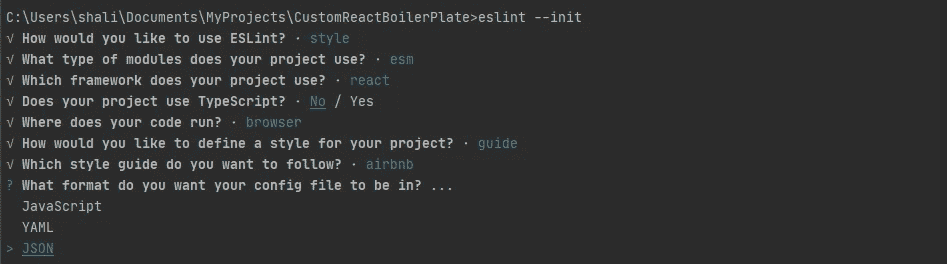 C:\Users\shali\Documents\MyProjects\CustomReactBoilerPlate>eslint --init
√ How would you like to use ESLint? · style
√ What type of modules does your project use? · esm
√ Which framework does your project use? · react
√ Does your project use TypeScript? · No / Yes
√ Where does your code run? · browser
√ How would you like to define a style for your project? · guide
√ Which style guide do you want to follow? · airbnb
? What format do you want your config file to be in? ...
  JavaScript
  YAML
> JSON